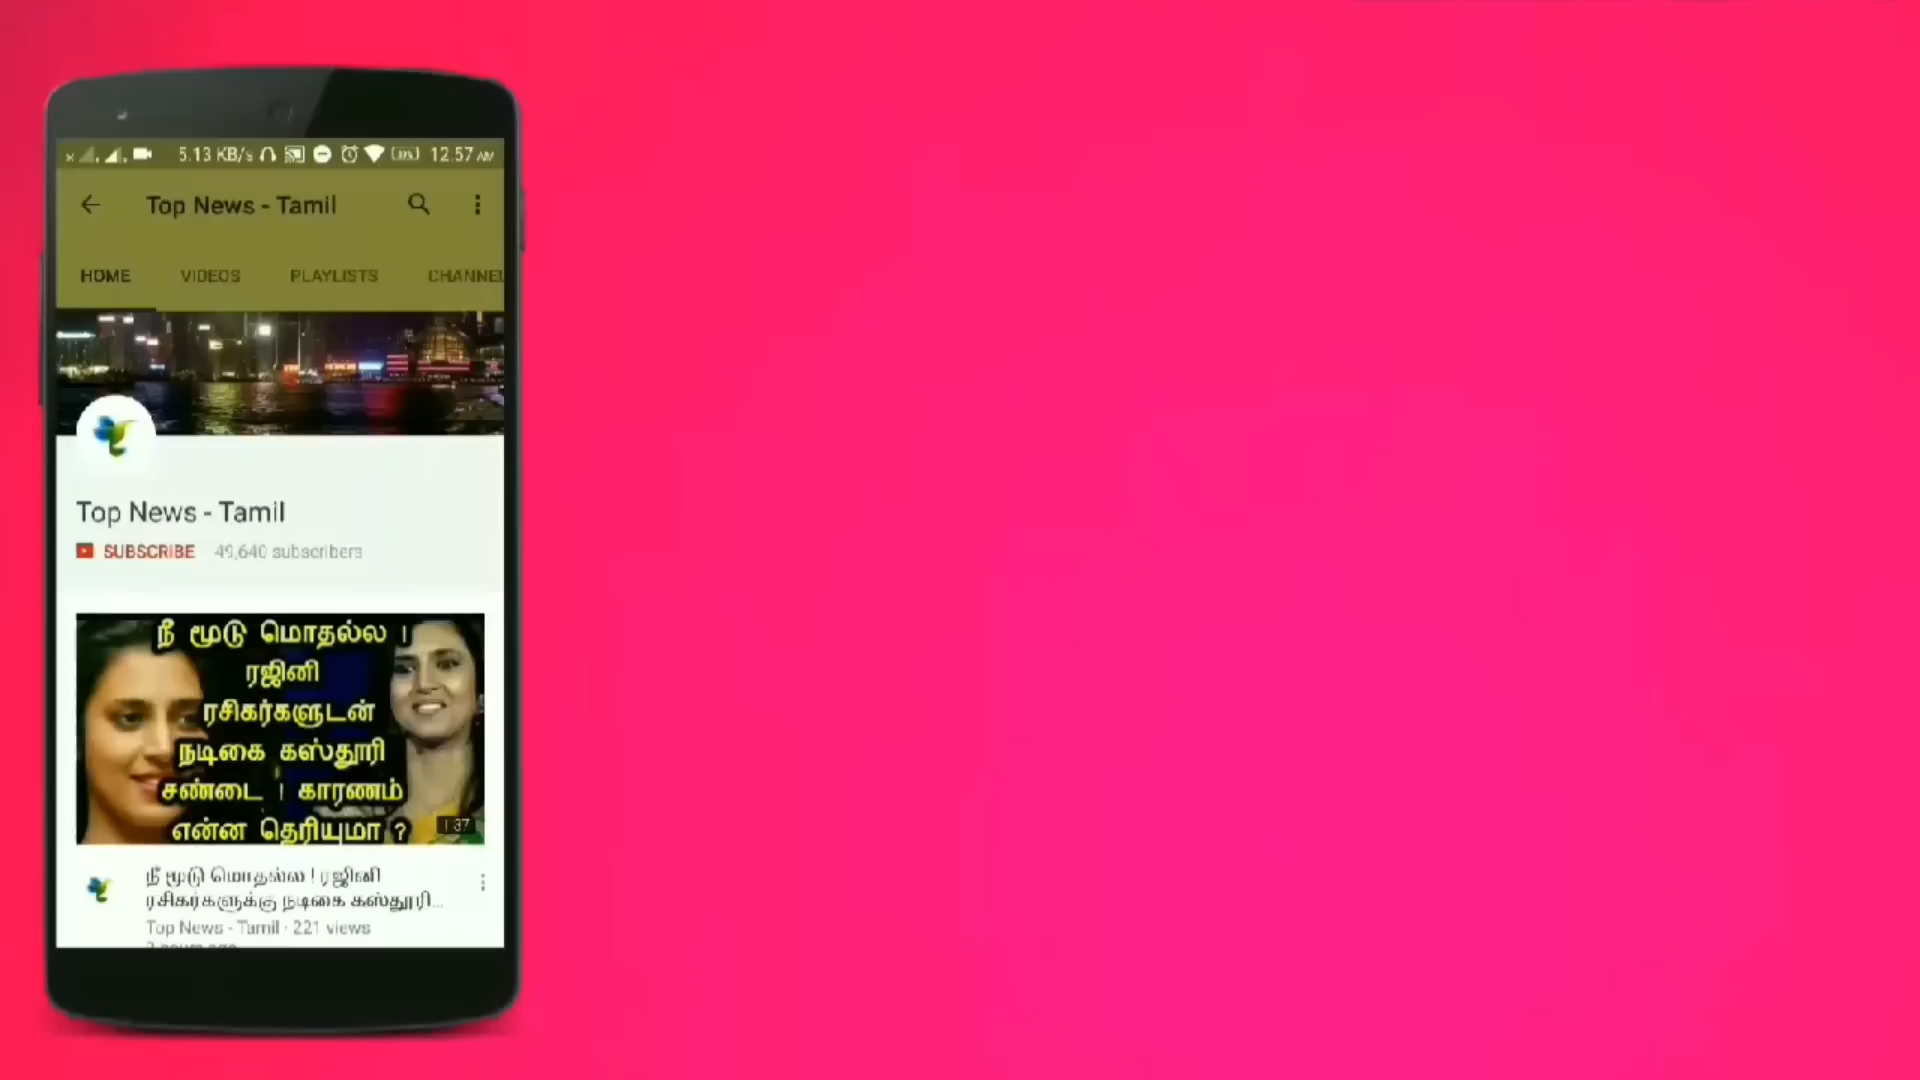 5.13 KB/s 12:57 AM
Top News - Tamil
HOME VIDEOS PLAYLISTS CHANNEL
Top News - Tamil
SUBSCRIBE 49,640 subscribers
நீ மூடு மொதல்ல !
ரஜினி
ரசிகர்களுடன்
நடிகை கஸ்தூரி
சண்டை ! காரணம்
என்ன தெரியுமா ?
1:37
நீ மூடு மொதல்ல ! ரஜினி
ரசிகர்களுக்கு நடிகை கஸ்தூரி...
Top News - Tamil · 221 views